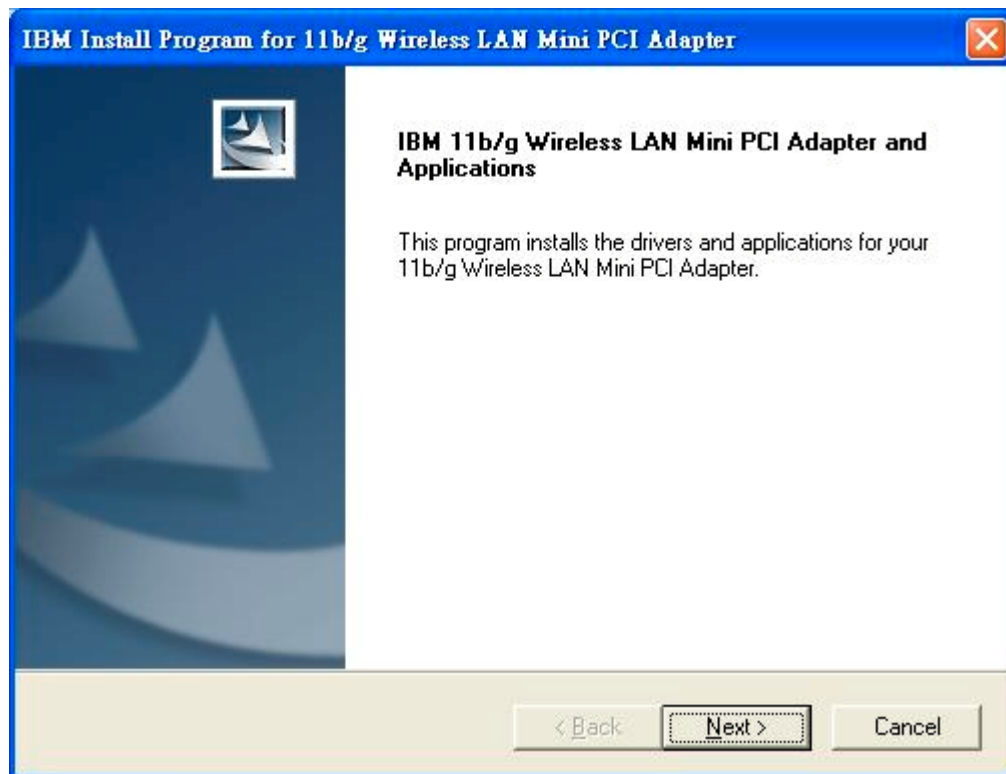 IBM Install Program for 11b/g Wireless LAN Mini PCI Adapter
IBM 11b/g Wireless LAN Mini PCI Adapter and
Applications
This program installs the drivers and applications for your
11b/g Wireless LAN Mini PCI Adapter.
< Back
Next >
Cancel